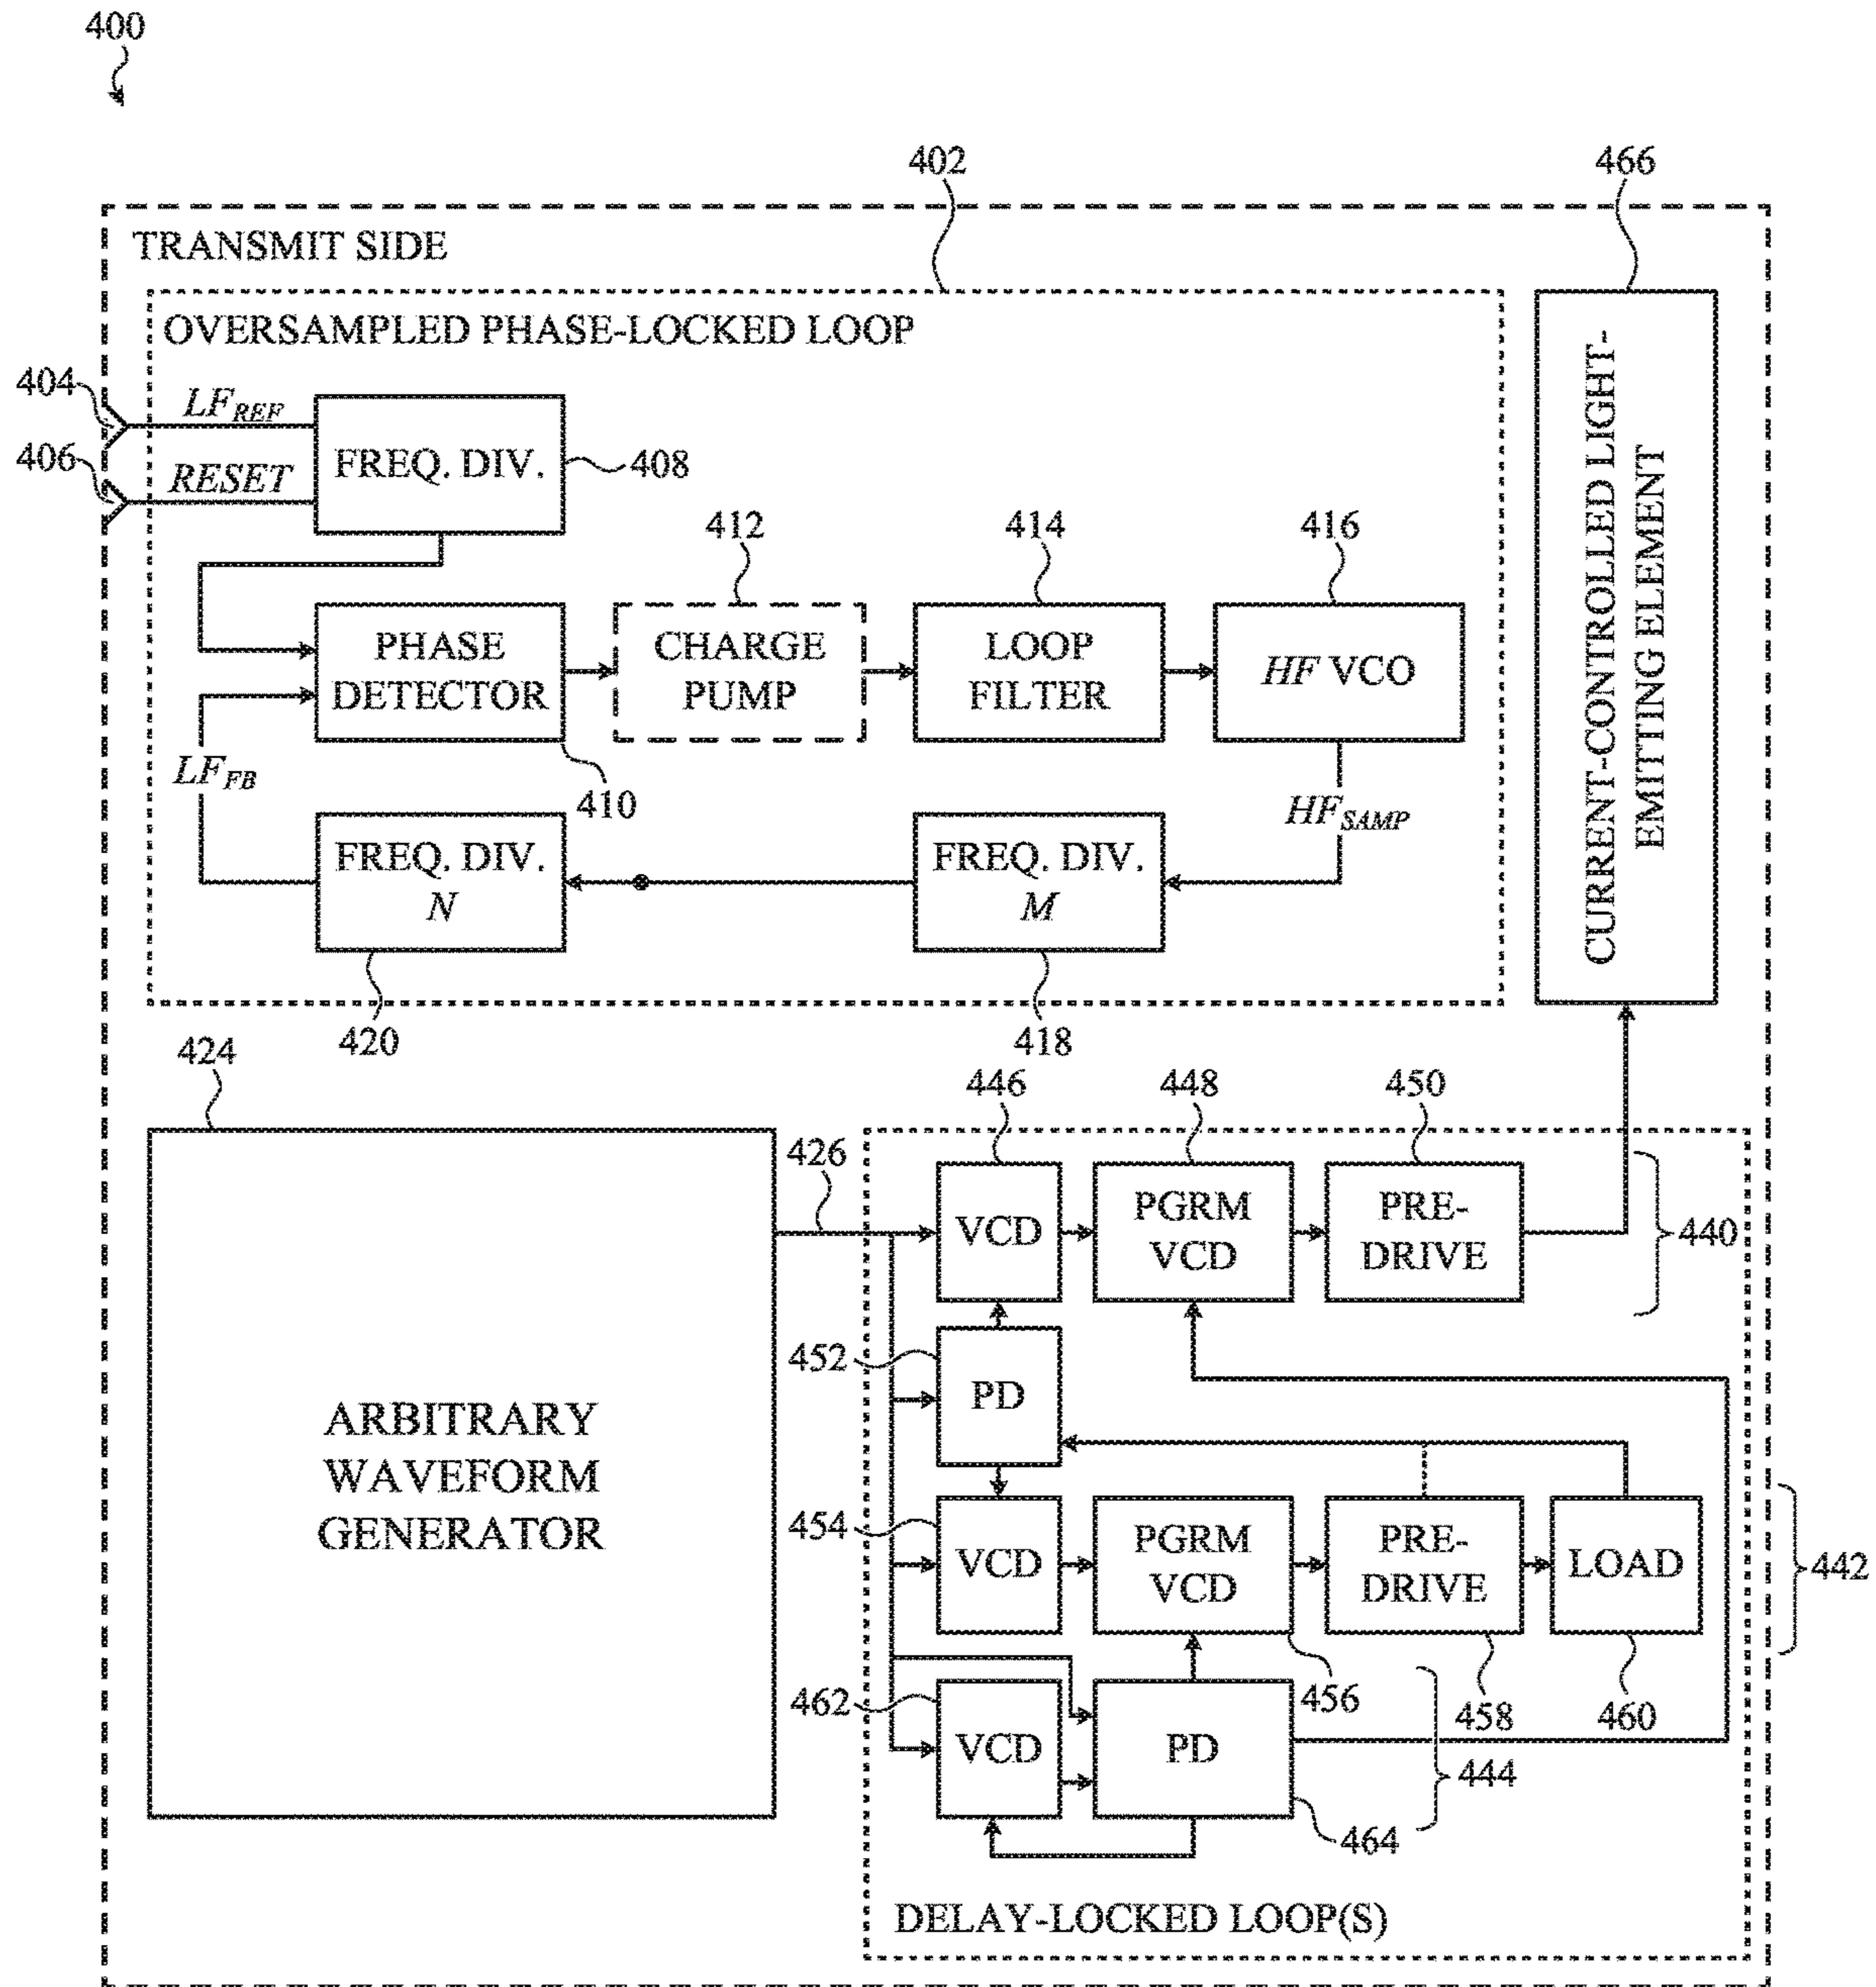 400
402
466
TRANSMIT SIDE
OVERSAMPLED PHASE-LOCKED LOOP
404
LF_REF
FREQ. DIV.
408
406
RESET
412
414
416
PHASE
DETECTOR
CHARGE
PUMP
LOOP
FILTER
HF VCO
CURRENT-CONTROLLED LIGHT-
EMITTING ELEMENT
LF_FB
410
HF_SAMP
FREQ. DIV.
N
FREQ. DIV.
M
420
418
424
446
448
450
426
VCD
PGRM
VCD
PRE-
DRIVE
440
452
PD
ARBITRARY
WAVEFORM
GENERATOR
454
VCD
PGRM
VCD
PRE-
DRIVE
LOAD
442
462
456
458
460
VCD
PD
444
464
DELAY-LOCKED LOOP(S)